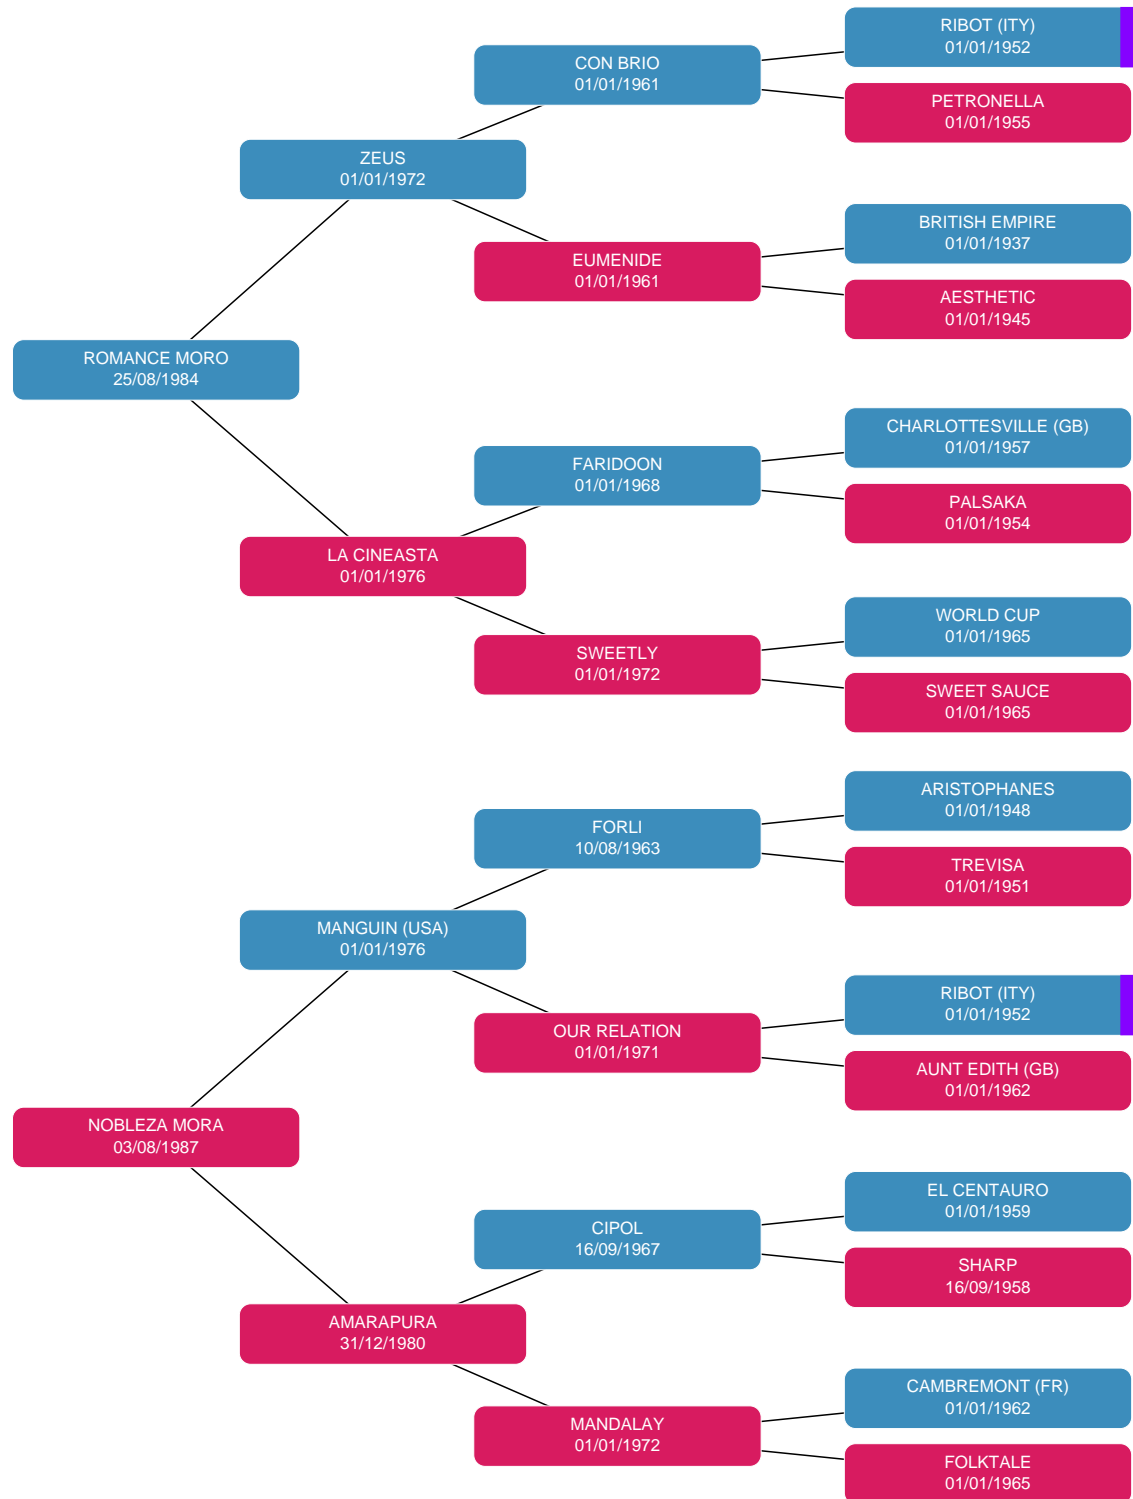 RIBOT (ITY)
01/01/1952
CON BRIO
01/01/1961
PETRONELLA
01/01/1955
ZEUS
01/01/1972
BRITISH EMPIRE
01/01/1937
EUMENIDE
01/01/1961
AESTHETIC
01/01/1945
ROMANCE MORO
25/08/1984
CHARLOTTESVILLE (GB)
01/01/1957
FARIDOON
01/01/1968
PALSAKA
01/01/1954
LA CINEASTA
01/01/1976
WORLD CUP
01/01/1965
SWEETLY
01/01/1972
SWEET SAUCE
01/01/1965
ARISTOPHANES
01/01/1948
FORLI
10/08/1963
TREVISA
01/01/1951
MANGUIN (USA)
01/01/1976
RIBOT (ITY)
01/01/1952
OUR RELATION
01/01/1971
AUNT EDITH (GB)
01/01/1962
NOBLEZA MORA
03/08/1987
EL CENTAURO
01/01/1959
CIPOL
16/09/1967
SHARP
16/09/1958
AMARAPURA
31/12/1980
CAMBREMONT (FR)
01/01/1962
MANDALAY
01/01/1972
FOLKTALE
01/01/1965